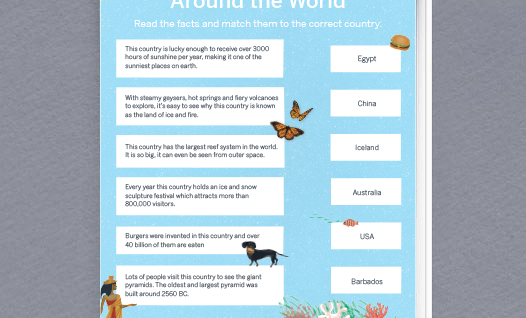 Around the World
Read the facts and match them to the correct country.
This country is lucky enough to receive over 3000
hours of sunshine per year, making it one of the
sunniest places on earth.
Egypt
With steamy geysers, hot springs and fiery volcanoes
to explore, it's easy to see why this country is known
as the land of ice and fire.
China
This country has the largest reef system in the world.
It is so big, it can even be seen from outer space.
Iceland
Every year this country holds an ice and snow
sculpture festival which attracts more than
800,000 visitors.
Australia
Burgers were invented in this country and over
40 billion of them are eaten
USA
Lots of people visit this country to see the giant
pyramids. The oldest and largest pyramid was
built around 2560 BC.
Barbados